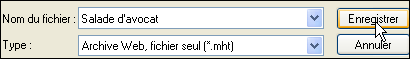 Nom du fichier : Salade d'avocat Enregistrer
Type : Archive Web, fichier seul (*.mht) Annuler